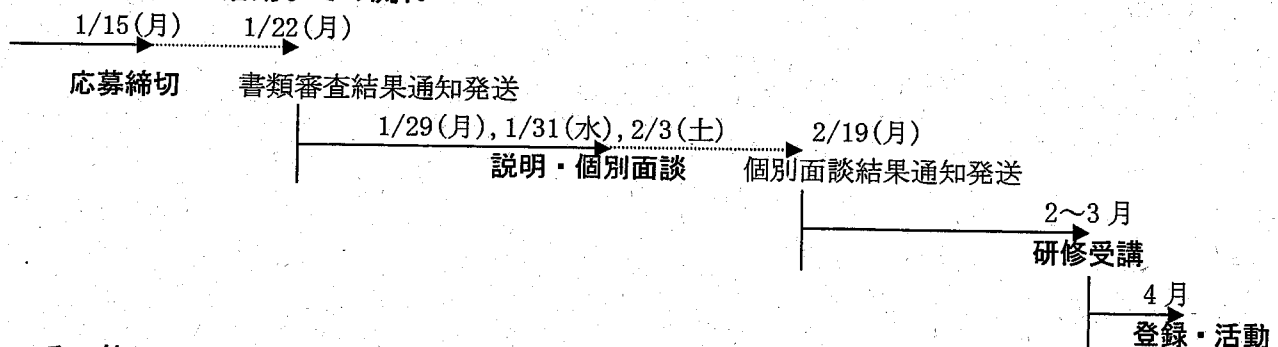 1/15(月) 1/22(月)
応募締切 書類審査結果通知発送
1/29(月),1/31(水),2/3(土) 2/19(月)
説明・個別面談 個別面談結果通知発送
2～3月
研修受講
4月
登録・活動